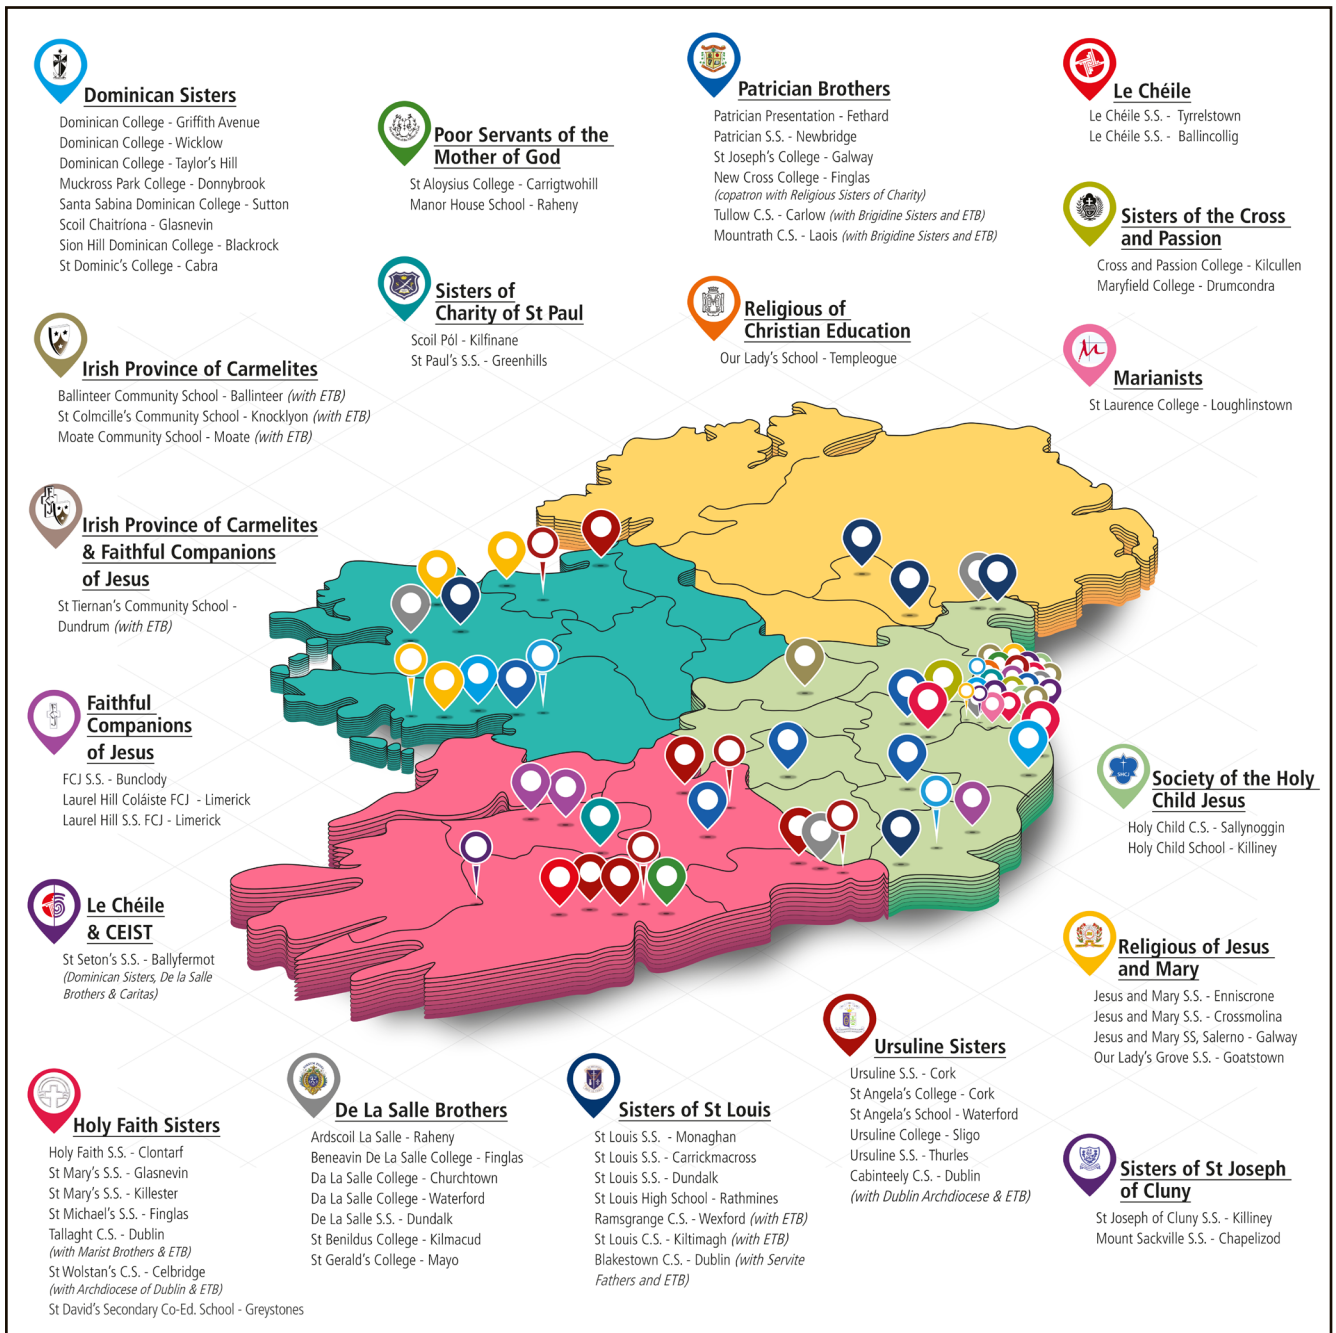 Dominican Sisters
Dominican College - Griffith Avenue
Dominican College - Wicklow
Dominican College - Taylor's Hill
Muckross Park College - Donnybrook
Santa Sabina Dominican College - Sutton
Scoil Chaitríona - Glasnevin
Sion Hill Dominican College - Blackrock
St Dominic's College - Cabra
Poor Servants of the
Mother of God
St Aloysius College - Carrigtwohill
Manor House School - Raheny
Patrician Brothers
Patrician Presentation - Fethard
Patrician S.S. - Newbridge
St Joseph's College - Galway
New Cross College - Finglas
(copatron with Religious Sisters of Charity)
Tullow C.S. - Carlow (with Brigidine Sisters and ETB)
Mountrath C.S. - Laois (with Brigidine Sisters and ETB)
Le Chéile
Le Chéile S.S. - Tyrrelstown
Le Chéile S.S. - Ballincollig
Sisters of the Cross
and Passion
Cross and Passion College - Kilcullen
Maryfield College - Drumcondra
Sisters of
Charity of St Paul
Scoil Pól - Kilfinane
St Paul's S.S. - Greenhills
Religious of
Christian Education
Our Lady's School - Templeogue
Marianists
St Laurence College - Loughlinstown
Irish Province of Carmelites
Ballinteer Community School - Ballinteer (with ETB)
St Colmcille's Community School - Knocklyon (with ETB)
Moate Community School - Moate (with ETB)
Irish Province of Carmelites
& Faithful Companions
of Jesus
St Tiernan's Community School -
Dundrum (with ETB)
Faithful
Companions
of Jesus
FCJ S.S. - Bunclody
Laurel Hill Coláiste FCJ - Limerick
Laurel Hill S.S. FCJ - Limerick
SHCJ
Society of the Holy
Child Jesus
Holy Child C.S. - Sallynoggin
Holy Child School - Killiney
Le Chéile
& CEIST
St Seton's S.S. - Ballyfermot
(Dominican Sisters, De la Salle
Brothers & Caritas)
Religious of Jesus
and Mary
Jesus and Mary S.S. - Enniscrone
Jesus and Mary S.S. - Crossmolina
Jesus and Mary SS, Salerno - Galway
Our Lady's Grove S.S. - Goatstown
Holy Faith Sisters
Holy Faith S.S. - Clontarf
St Mary's S.S. - Glasnevin
St Mary's S.S. - Killester
St Michael's S.S. - Finglas
Tallaght C.S. - Dublin
(with Marist Brothers & ETB)
St Wolstan's C.S. - Celbridge
(with Archdiocese of Dublin & ETB)
St David's Secondary Co-Ed. School - Greystones
De La Salle Brothers
Ardscoil La Salle - Raheny
Beneavin De La Salle College - Finglas
Da La Salle College - Churchtown
Da La Salle College - Waterford
De La Salle S.S. - Dundalk
St Benildus College - Kilmacud
St Gerald's College - Mayo
Sisters of St Louis
St Louis S.S. - Monaghan
St Louis S.S. - Carrickmacross
St Louis S.S. - Dundalk
St Louis High School - Rathmines
Ramsgrange C.S. - Wexford (with ETB)
St Louis C.S. - Kiltimagh (with ETB)
Blakestown C.S. - Dublin (with Servite
Fathers and ETB)
Ursuline Sisters
Ursuline S.S. - Cork
St Angela's College - Cork
St Angela's School - Waterford
Ursuline College - Sligo
Ursuline S.S. - Thurles
Cabinteely C.S. - Dublin
(with Dublin Archdiocese & ETB)
Sisters of St Joseph
of Cluny
St Joseph of Cluny S.S. - Killiney
Mount Sackville S.S. - Chapelizod